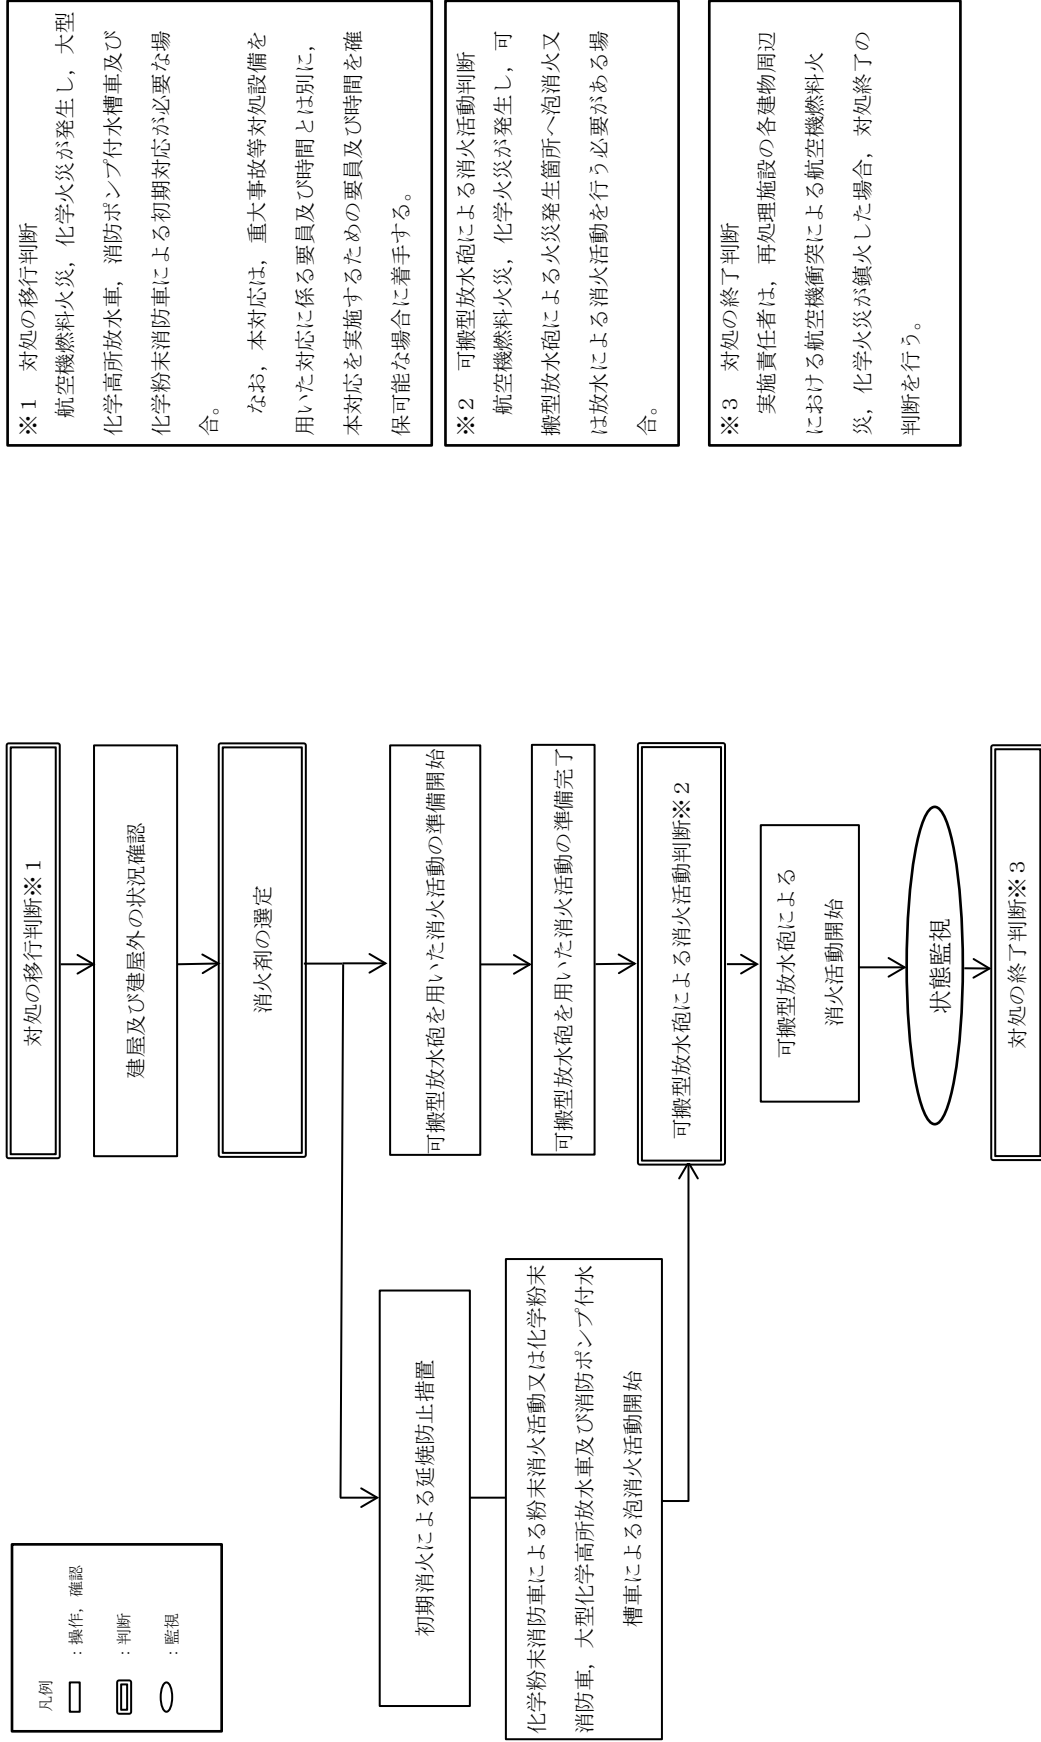 凡例
：操作，確認
：判断
：監視
対処の移行判断※１
建屋及び建屋外の状況確認
消火剤の選定
初期消火による延焼防止措置
化学粉末消防車による粉末消火活動又は化学粉末
消防車，大型化学高所放水車及び消防ポンプ付水
槽車による泡消火活動開始
可搬型放水砲を用いた消火活動の準備開始
可搬型放水砲を用いた消火活動の準備完了
可搬型放水砲による消火活動判断※２
可搬型放水砲による
消火活動開始
状態監視
対処の終了判断※３
※１　対処の移行判断
航空機燃料火災，化学火災が発生し，大型
化学高所放水車，消防ポンプ付水槽車及び
化学粉末消防車による初期対応が必要な場
合。
なお，本対応は，重大事故等対処設備を
用いた対応に係る要員及び時間とは別に，
本対応を実施するための要員及び時間を確
保可能な場合に着手する。
※２　可搬型放水砲による消火活動判断
航空機燃料火災，化学火災が発生し，可
搬型放水砲による火災発生箇所へ泡消火又
は放水による消火活動を行う必要がある場
合。
※３　対処の終了判断
実施責任者は，再処理施設の各建物周辺
における航空機衝突による航空機燃料火
災，化学火災が鎮火した場合，対処終了の
判断を行う。